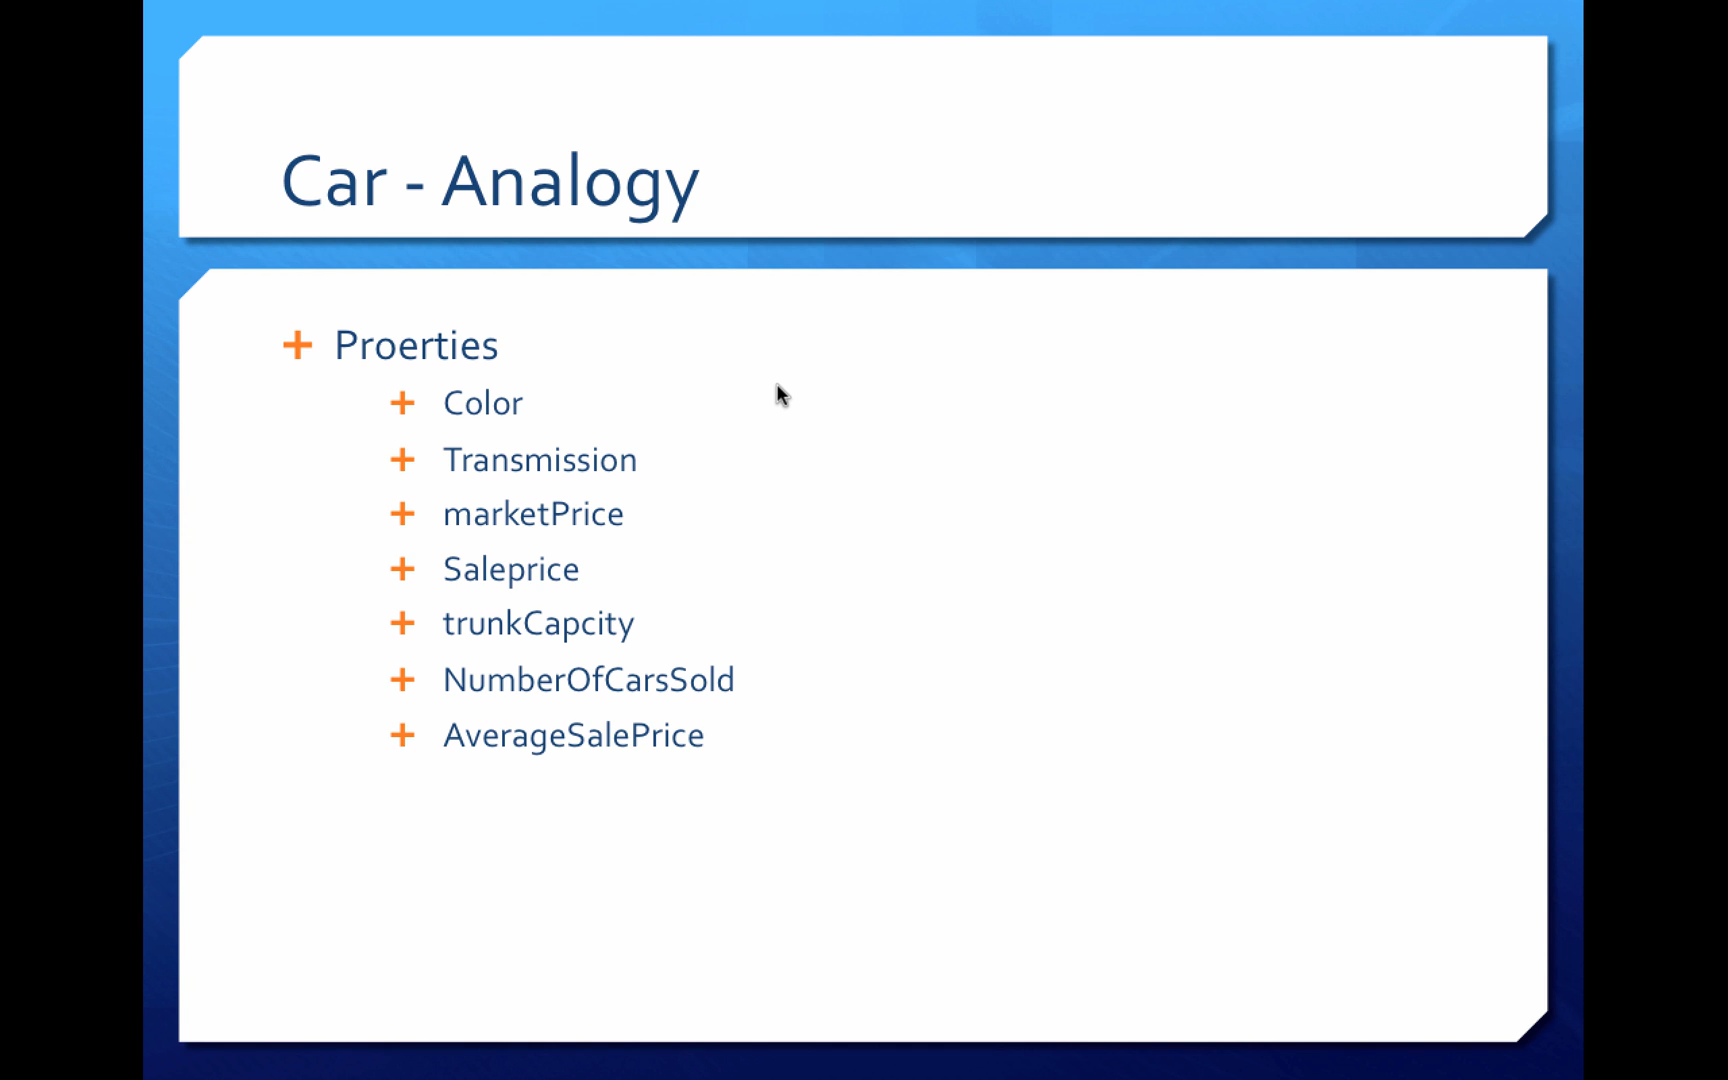 Car - Analogy
Proerties
Color
Transmission
marketPrice
Saleprice
trunkCapcity
NumberOfCarsSold
AverageSalePrice